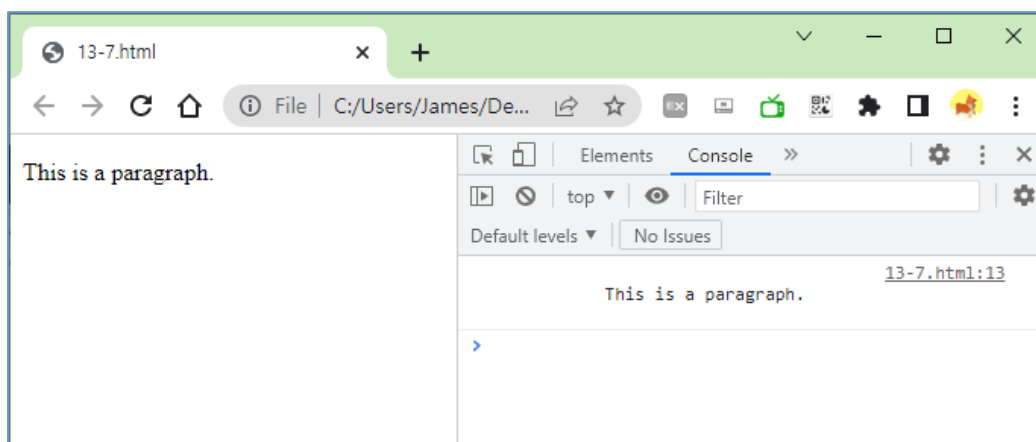 13-7.html
File | C:/Users/James/De...
This is a paragraph.
Elements Console »
top ▼ Filter
Default levels ▼ No Issues
13-7.html:13
This is a paragraph.